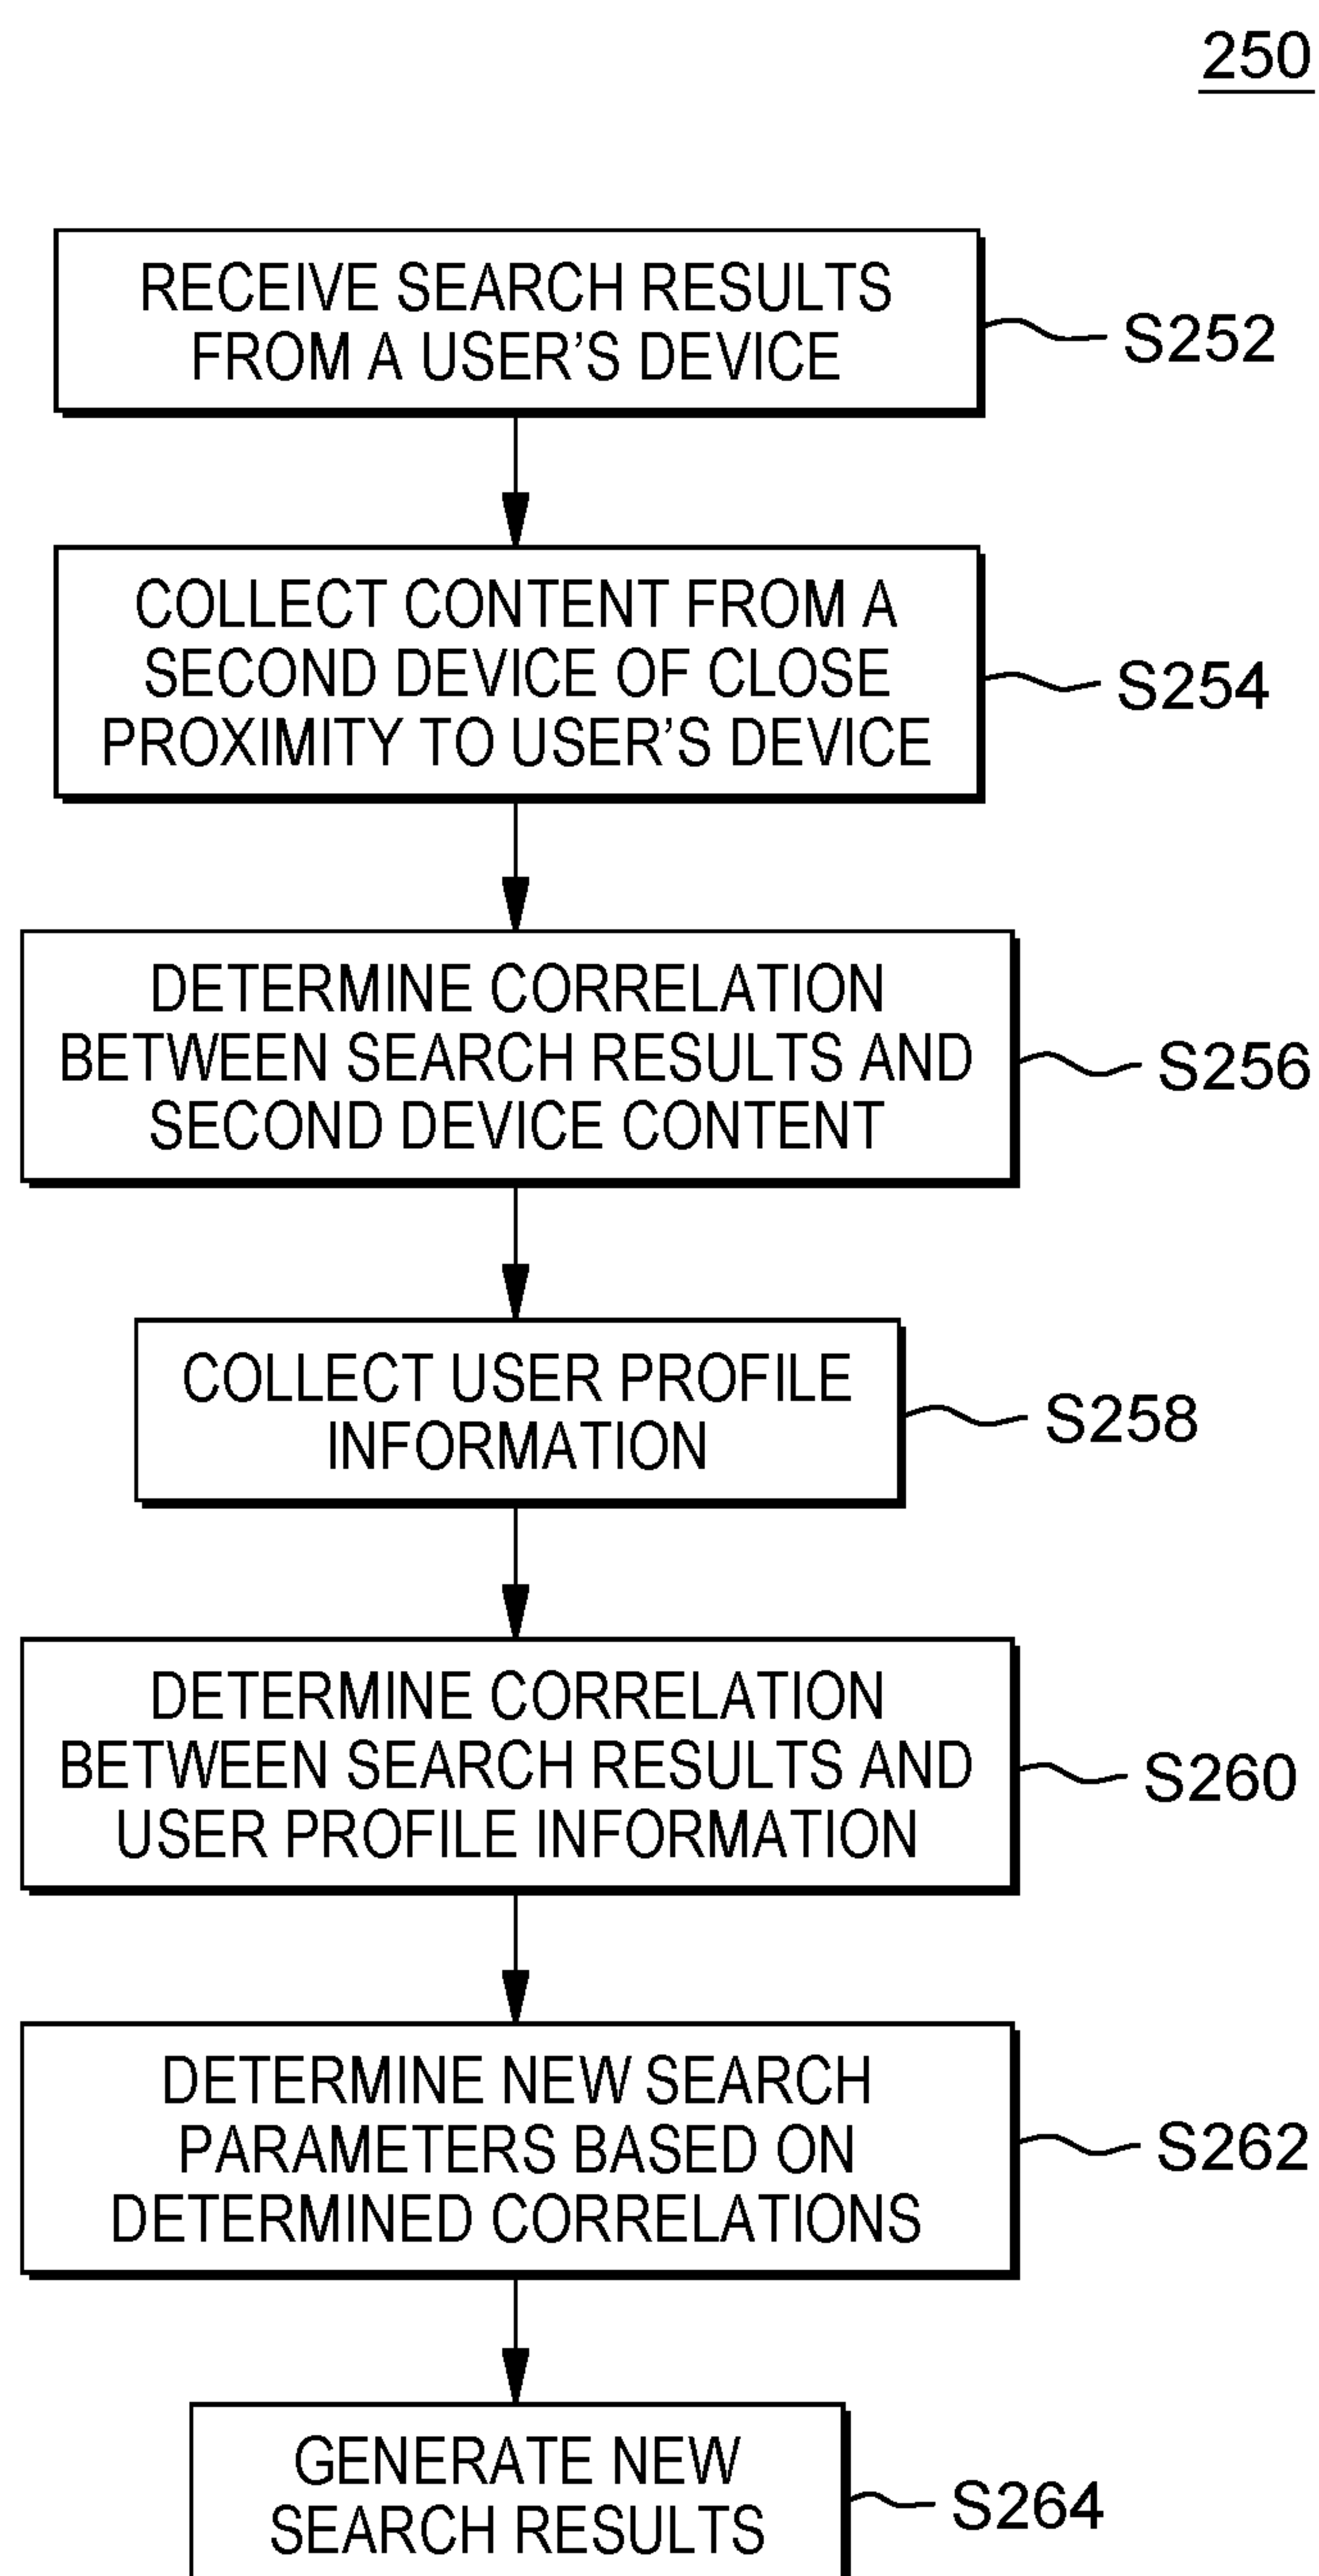 250
RECEIVE SEARCH RESULTS
FROM A USER'S DEVICE
S252
COLLECT CONTENT FROM A
SECOND DEVICE OF CLOSE
PROXIMITY TO USER'S DEVICE
S254
DETERMINE CORRELATION
BETWEEN SEARCH RESULTS AND
SECOND DEVICE CONTENT
S256
COLLECT USER PROFILE
INFORMATION
S258
DETERMINE CORRELATION
BETWEEN SEARCH RESULTS AND
USER PROFILE INFORMATION
S260
DETERMINE NEW SEARCH
PARAMETERS BASED ON
DETERMINED CORRELATIONS
S262
GENERATE NEW
SEARCH RESULTS
S264